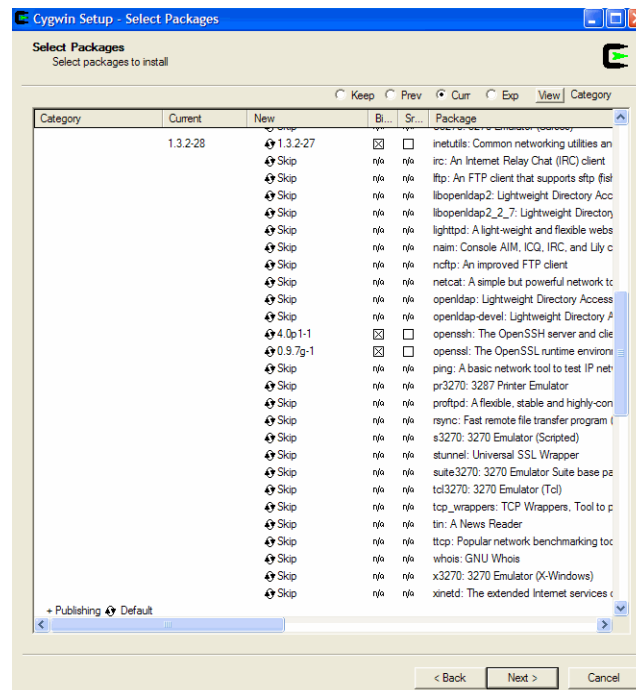 Cygwin Setup - Select Packages
Select Packages
Select packages to install
Keep Prev Curr Exp View Category
Category Current New Bi... Sr... Package
1.3.2-28 1.3.2-27 inetutils: Common networking utilities an
Skip n/a n/a irc: An Internet Relay Chat (IRC) client
Skip n/a n/a lftp: An FTP client that supports sftp (fish
Skip n/a n/a libopenldap2: Lightweight Directory Acc
Skip n/a n/a libopenldap2_2_7: Lightweight Directory
Skip n/a n/a lighttpd: A light-weight and flexible webs
Skip n/a n/a naim: Console AIM, ICQ, IRC, and Lily c
Skip n/a n/a ncftp: An improved FTP client
Skip n/a n/a netcat: A simple but powerful network to
Skip n/a n/a openldap: Lightweight Directory Access
Skip n/a n/a openldap-devel: Lightweight Directory A
4.0p1-1 openssh: The OpenSSH server and clie
0.9.7g-1 openssl: The OpenSSL runtime environm
Skip n/a n/a ping: A basic network tool to test IP netw
Skip n/a n/a pr3270: 3287 Printer Emulator
Skip n/a n/a proftpd: A flexible, stable and highly-con
Skip n/a n/a rsync: Fast remote file transfer program (
Skip n/a n/a s3270: 3270 Emulator (Scripted)
Skip n/a n/a stunnel: Universal SSL Wrapper
Skip n/a n/a suite3270: 3270 Emulator Suite base pa
Skip n/a n/a tcl3270: 3270 Emulator (Tcl)
Skip n/a n/a tcp_wrappers: TCP Wrappers, Tool to p
Skip n/a n/a tin: A News Reader
Skip n/a n/a ttcp: Popular network benchmarking too
Skip n/a n/a whois: GNU Whois
Skip n/a n/a x3270: 3270 Emulator (X-Windows)
Skip n/a n/a xinetd: The extended Internet services d
+ Publishing Default
< Back Next > Cancel